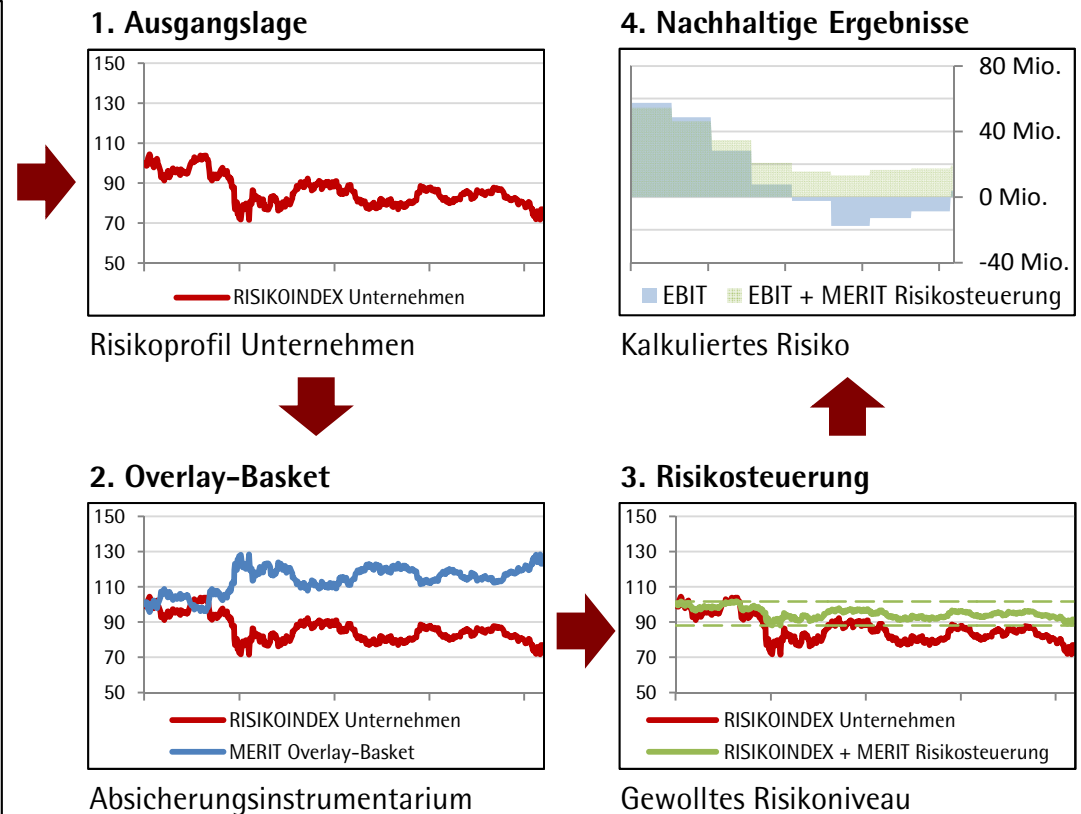 1. Ausgangslage
150
130
110
90
70
50
RISIKOINDEX Unternehmen
Risikoprofil Unternehmen
2. Overlay-Basket
150
130
110
90
70
50
RISIKOINDEX Unternehmen
MERIT Overlay-Basket
Absicherungsinstrumentarium
3. Risikosteuerung
150
130
110
90
70
50
RISIKOINDEX Unternehmen
RISIKOINDEX + MERIT Risikosteuerung
Gewolltes Risikoniveau
4. Nachhaltige Ergebnisse
80 Mio.
40 Mio.
0 Mio.
-40 Mio.
EBIT EBIT + MERIT Risikosteuerung
Kalkuliertes Risiko